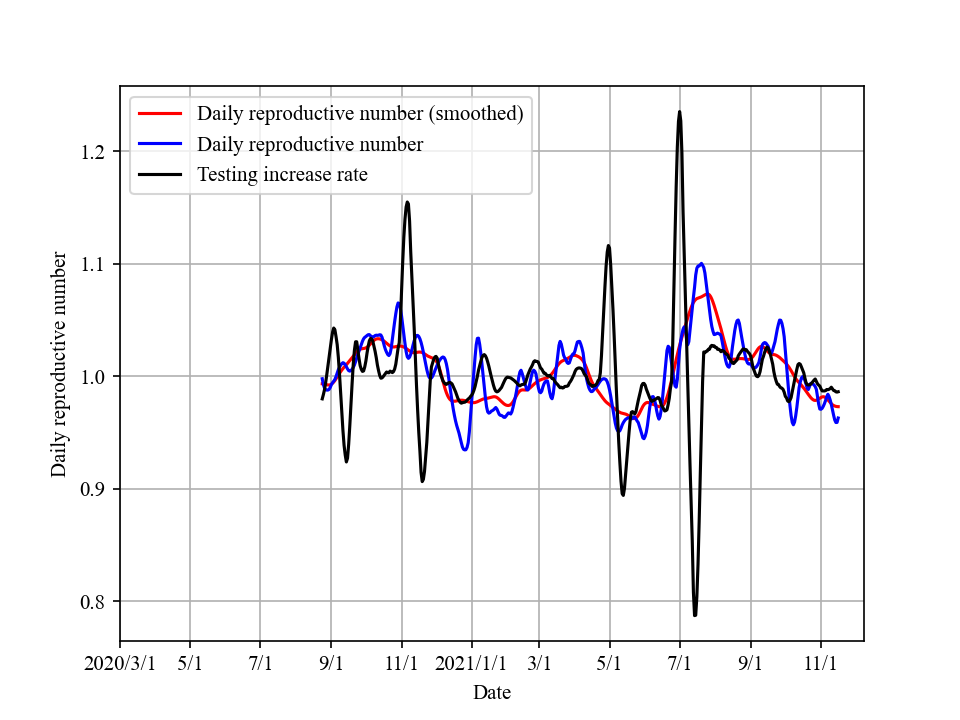 Daily reproductive number (smoothed)
Daily reproductive number
Testing increase rate
Daily reproductive number
1.2
1.1
1.0
0.9
0.8
2020/3/1 5/1 7/1 9/1 11/1 2021/1/1 3/1 5/1 7/1 9/1 11/1
Date